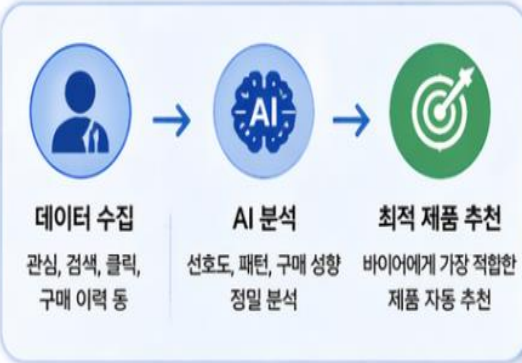 데이터 수집
관심, 검색, 클릭,
구매 이력 동
AI
AI 분석
선호도, 패턴, 구매 성향
정밀 분석
최적 제품 추천
바이어에게 가장 적합한
제품 자동 추천